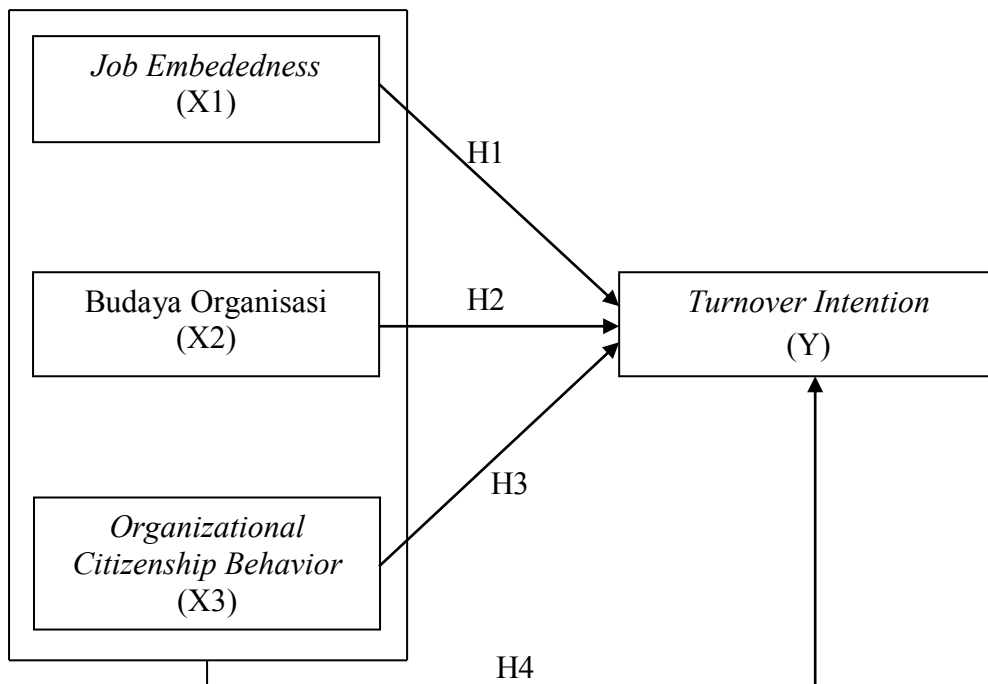 Job Embededness
(X1)
H1
Budaya Organisasi
(X2)
H2
Turnover Intention
(Y)
H3
Organizational
Citizenship Behavior
(X3)
H4